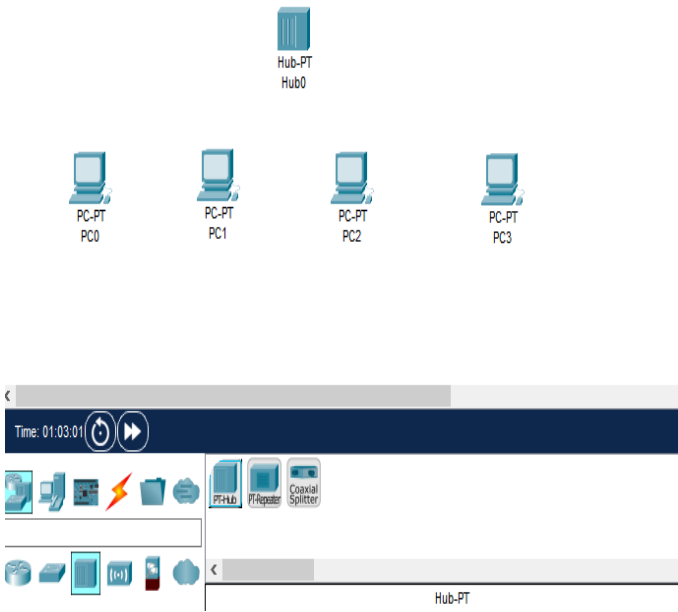 Hub-PT
Hub0
PC-PT
PC0
PC-PT
PC1
PC-PT
PC2
PC-PT
PC3
Time: 01:03:01
PT-Hub
PT-Repeater
Coaxial
Splitter
Hub-PT